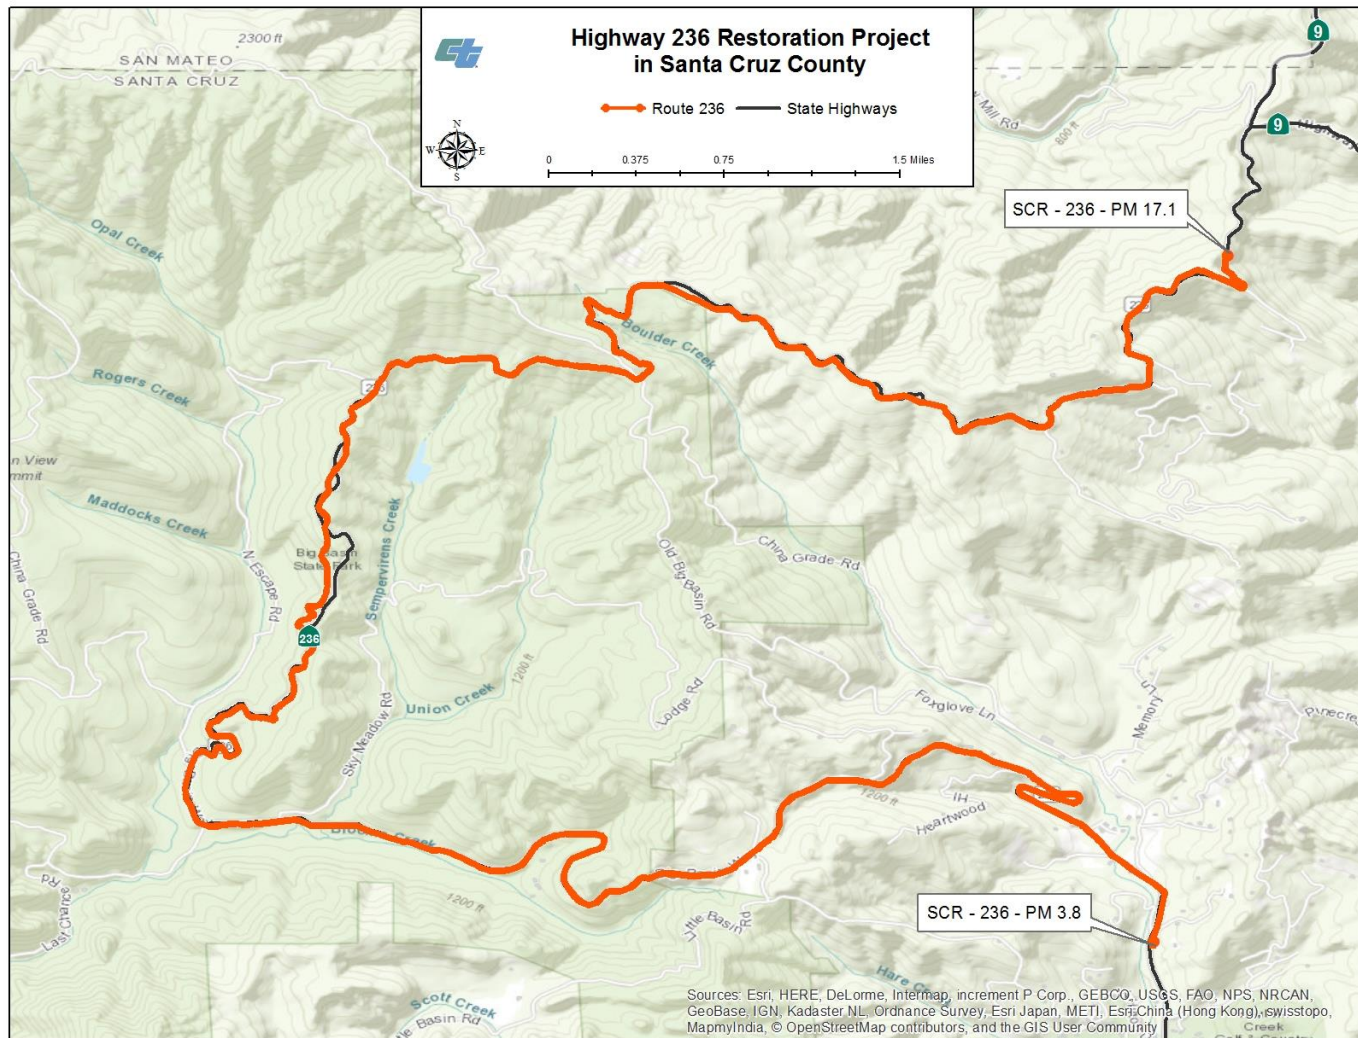 Highway 236 Restoration Project
in Santa Cruz County
Route 236
State Highways
N
W
E
S
0
0.375
0.75
1.5 Miles
2300 ft
SAN MATEO
SANTA CRUZ
Mill Rd
800 ft
9
9
Highway
SCR - 236 - PM 17.1
Opal Creek
Boulder Creek
Rogers Creek
Maddocks Creek
China Grade Rd
N Escape Rd
Big Basin
State Park
Sempervirens Creek
236
Old Big Basin Rd
China Grade Rd
1200 ft
Union Creek
Sky Meadow Rd
Lodge Rd
Foxglove Ln
Memory Ln
1200 ft
Heartwood
Hl
Last Chance Rd
1200 ft
Little Basin Rd
SCR - 236 - PM 3.8
Scott Creek
Basin Rd
Sources: Esri, HERE, DeLorme, Intermap, increment P Corp., GEBCO, USGS, FAO, NPS, NRCAN,
GeoBase, IGN, Kadaster NL, Ordnance Survey, Esri Japan, METI, Esri China (Hong Kong), swisstopo,
MapmyIndia, © OpenStreetMap contributors, and the GIS User Community
Creek